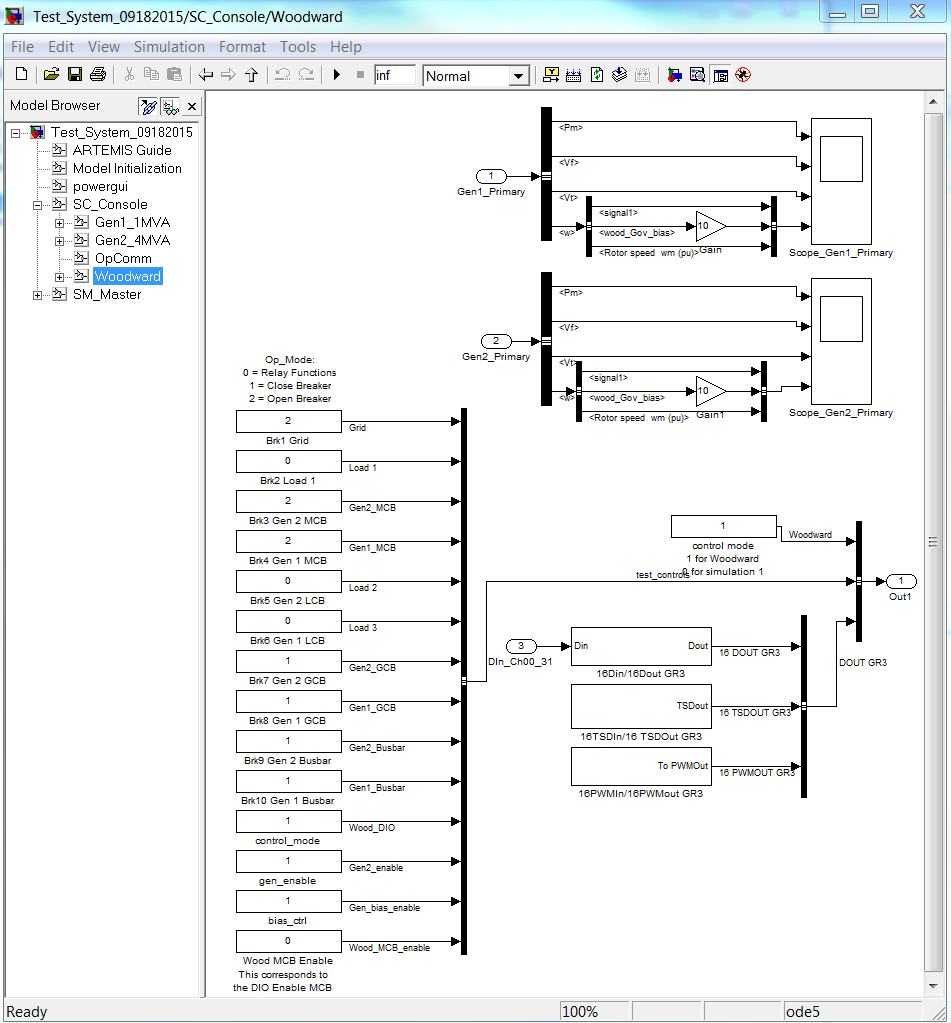 Test_System_09182015/SC_Console/Woodward
File Edit View Simulation Format Tools Help
inf
Normal
Model Browser
Test_System_09182015
ARTEMIS Guide
Model Initialization
powergui
SC_Console
Gen1_1MVA
Gen2_4MVA
OpComm
Woodward
SM_Master
<Pm>
<Vf>
1
Gen1_Primary
<Vt>
<signal1>
<w>
<wood_Gov_bias>
10
Gain
<Rotor speed wm (pu)>
Scope_Gen1_Primary
<Pm>
<Vf>
2
Gen2_Primary
<Vt>
<signal1>
<w>
<wood_Gov_bias>
10
Gain1
<Rotor speed wm (pu)>
Scope_Gen2_Primary
Op_Mode:
0 = Relay Functions
1 = Close Breaker
2 = Open Breaker
2
Grid
Brk1 Grid
0
Load 1
Brk2 Load 1
2
Gen2_MCB
Brk3 Gen 2 MCB
2
Gen1_MCB
Brk4 Gen 1 MCB
0
Load 2
Brk5 Gen 2 LCB
0
Load 3
Brk6 Gen 1 LCB
1
Gen2_GCB
Brk7 Gen 2 GCB
1
Gen1_GCB
Brk8 Gen 1 GCB
1
Gen2_Busbar
Brk9 Gen 2 Busbar
1
Gen1_Busbar
Brk10 Gen 1 Busbar
1
Wood_DIO
control_mode
1
Gen2_enable
gen_enable
1
Gen_bias_enable
bias_ctrl
0
Wood_MCB_enable
Wood MCB Enable
This corresponds to
the DIO Enable MCB
1
Woodward
control mode
1 for Woodward
0 for simulation 1
test_controls
1
Out1
3
DIn_Ch00_31
Din
Dout
16 DOUT GR3
16Din/16Dout GR3
TSDout
16 TSDOUT GR3
16TSDIn/16 TSDOut GR3
To PWMOut
16 PWMOUT GR3
16PWMIn/16PWMout GR3
DOUT GR3
Ready
100%
ode5